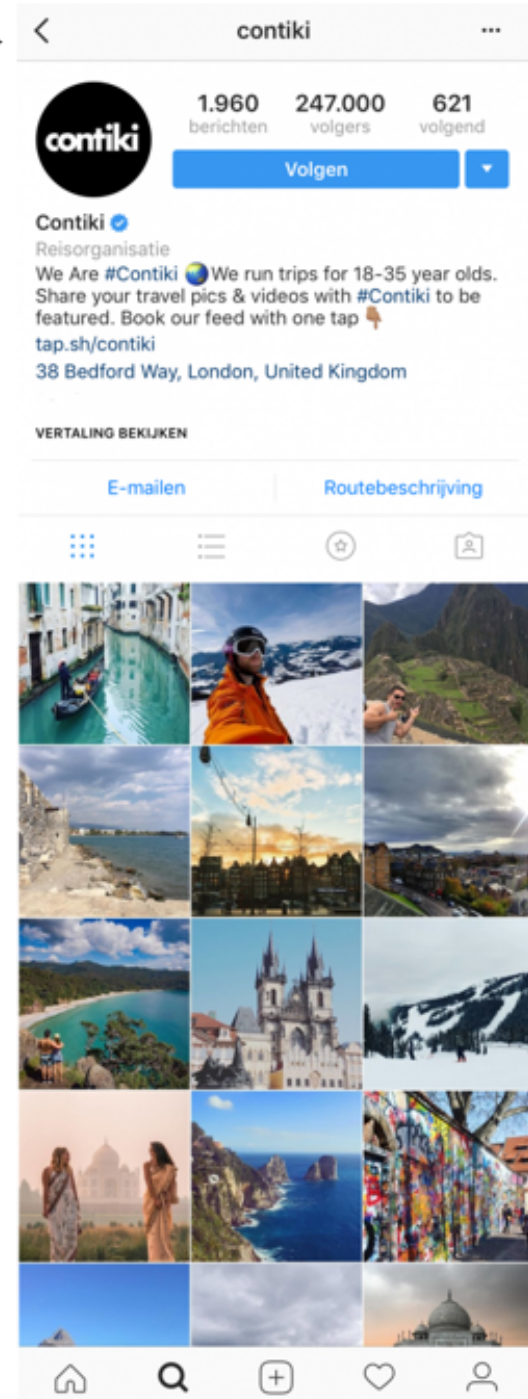 contiki
contiki
1.960 247.000 621
berichten volgers volgend
Volgen
Contiki
Reisorganisatie
We Are #Contiki 🌏 We run trips for 18-35 year olds.
Share your travel pics & videos with #Contiki to be
featured. Book our feed with one tap 👇🏽
tap.sh/contiki
38 Bedford Way, London, United Kingdom
VERTALING BEKIJKEN
E-mailen Routebeschrijving